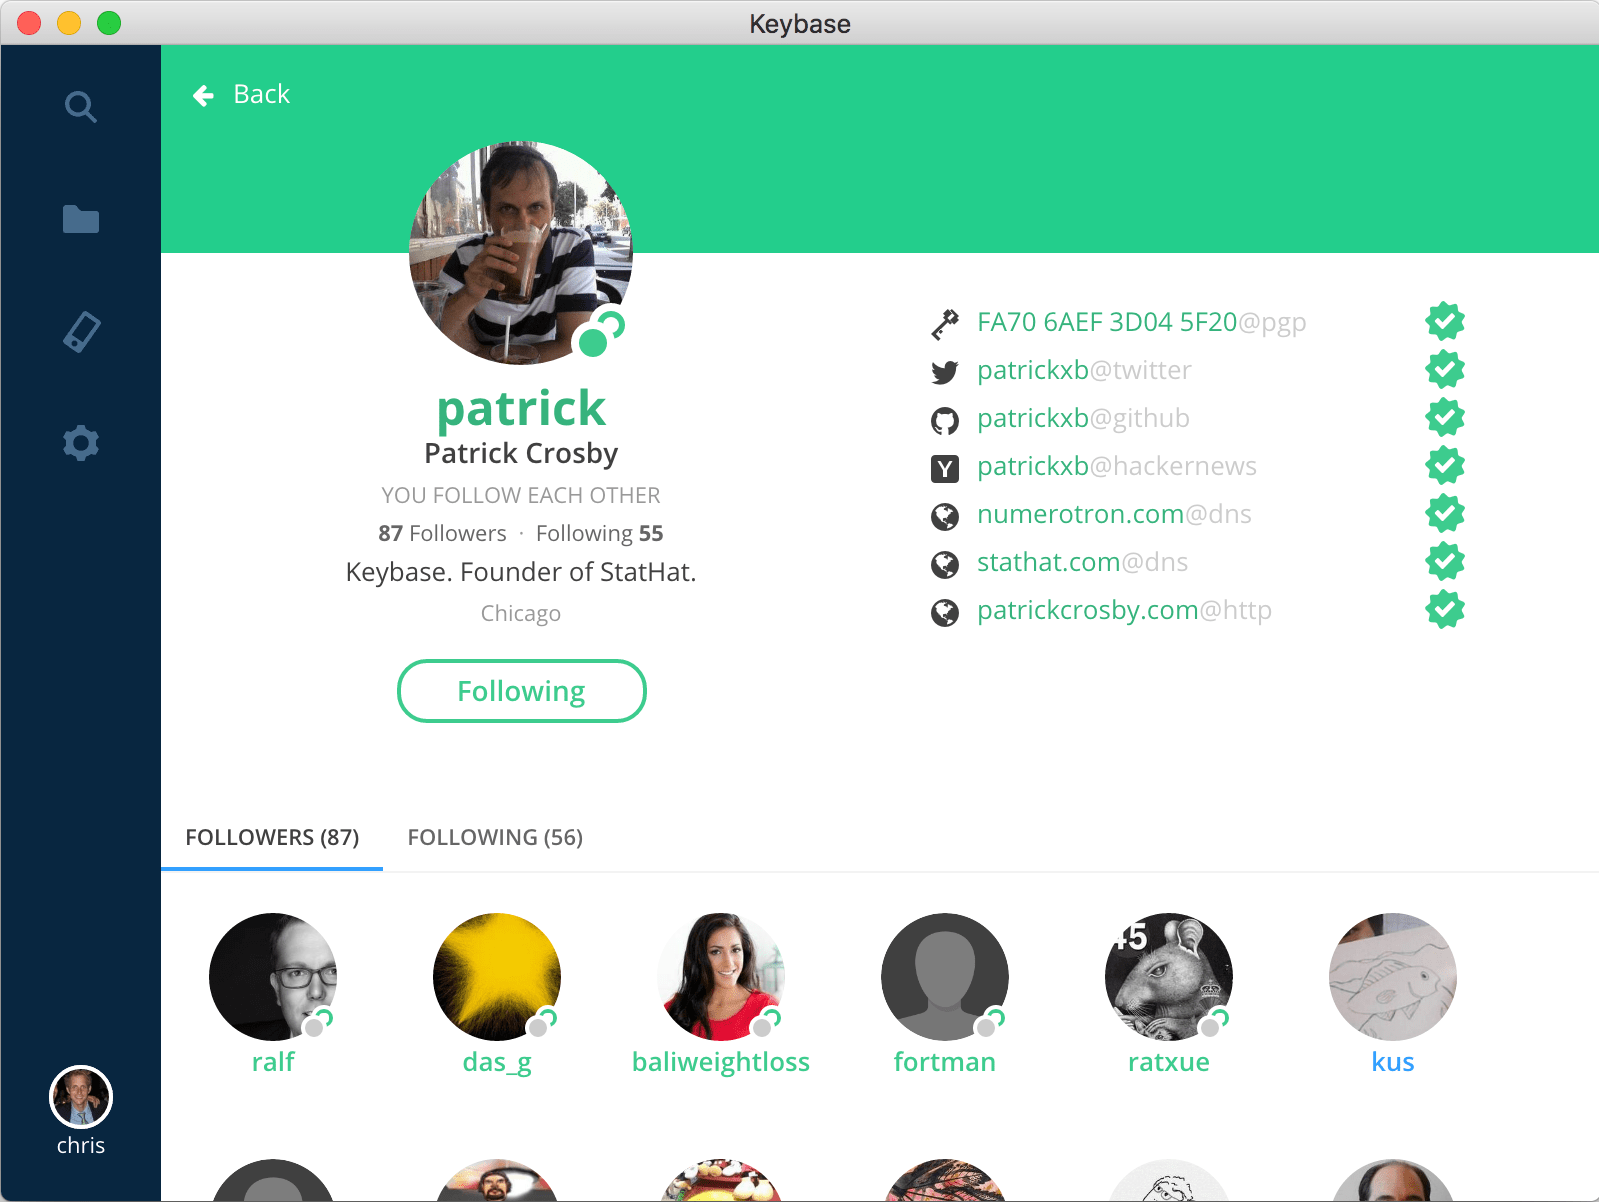 Keybase
Back
patrick
Patrick Crosby
YOU FOLLOW EACH OTHER
87 Followers · Following 55
Keybase. Founder of StatHat.
Chicago
Following
FA70 6AEF 3D04 5F20@pgp
patrickxb@twitter
patrickxb@github
Y patrickxb@hackernews
numerotron.com@dns
stathat.com@dns
patrickcrosby.com@http
FOLLOWERS (87) FOLLOWING (56)
45
ralf das_g baliweightloss fortman ratxue kus
chris